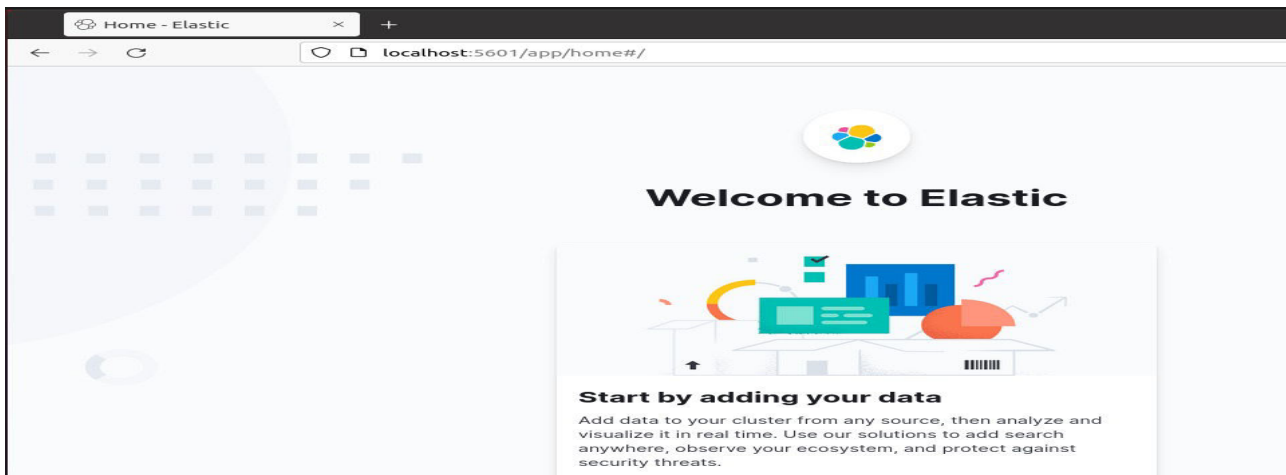 Home - Elastic
localhost:5601/app/home#/
Welcome to Elastic
Start by adding your data
Add data to your cluster from any source, then analyze and
visualize it in real time. Use our solutions to add search
anywhere, observe your ecosystem, and protect against
security threats.